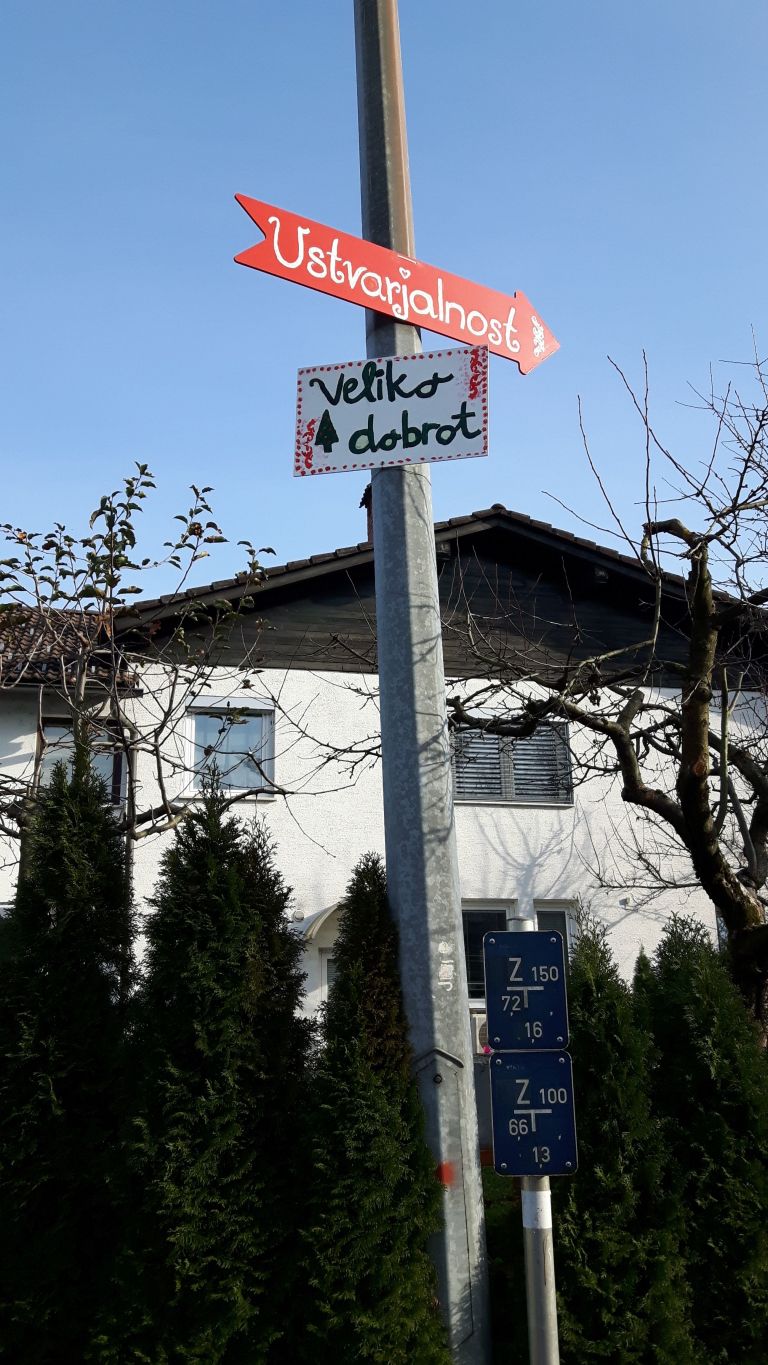 Ustvarjalnost
Veliko
dobrot
Z 150
72
16
Z 100
66
13